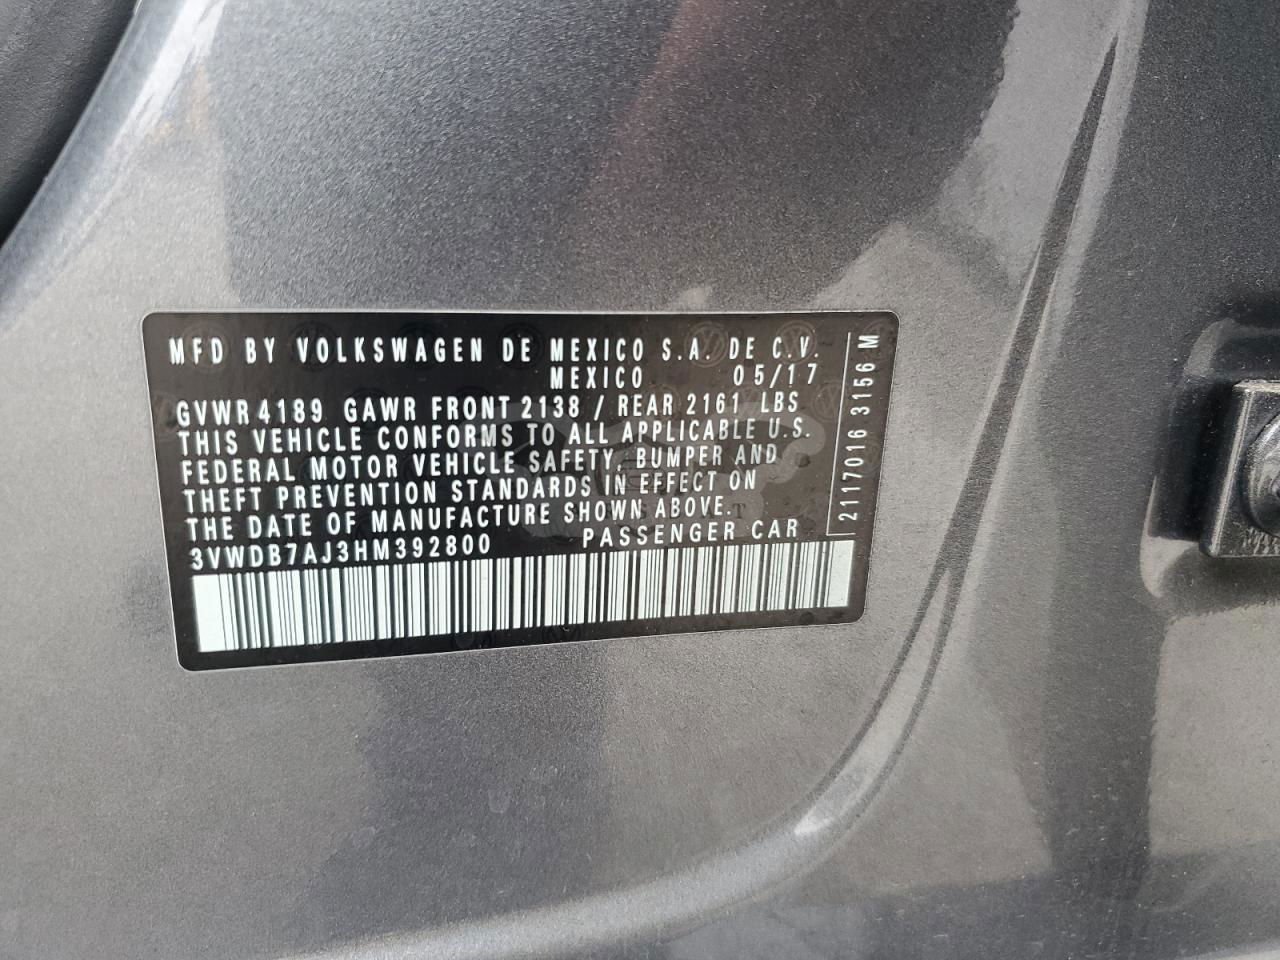 MFD BY VOLKSWAGEN DE MEXICO S.A. DE C.V.
MEXICO 05/17
GVWR 4189 GAWR FRONT 2138 / REAR 2161 LBS
THIS VEHICLE CONFORMS TO ALL APPLICABLE U.S.
FEDERAL MOTOR VEHICLE SAFETY, BUMPER AND
THEFT PREVENTION STANDARDS IN EFFECT ON
THE DATE OF MANUFACTURE SHOWN ABOVE.
3VWDB7AJ3HM392800 PASSENGER CAR
2117016 3156 M